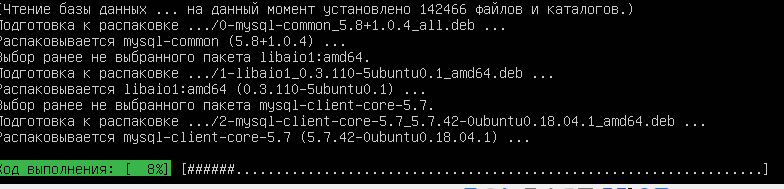 (Чтение базы данных ... на данный момент установлено 142466 файлов и каталогов.)
Подготовка к распаковке .../0-mysql-common_5.8+1.0.4_all.deb ...
Распаковывается mysql-common (5.8+1.0.4) ...
Выбор ранее не выбранного пакета libaio1:amd64.
Подготовка к распаковке .../1-libaio1_0.3.110-5ubuntu0.1_amd64.deb ...
Распаковывается libaio1:amd64 (0.3.110-5ubuntu0.1) ...
Выбор ранее не выбранного пакета mysql-client-core-5.7.
Подготовка к распаковке .../2-mysql-client-core-5.7_5.7.42-0ubuntu0.18.04.1_amd64.deb ...
Распаковывается mysql-client-core-5.7 (5.7.42-0ubuntu0.18.04.1) ...
Ход выполнения: [  8%] [######.....................................................................]